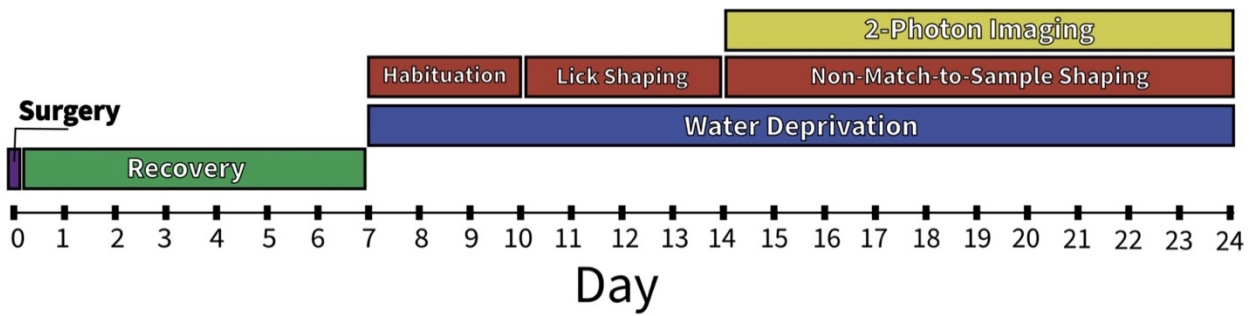 2-Photon Imaging
Habituation Lick Shaping Non-Match-to-Sample Shaping
Surgery
Water Deprivation
Recovery
0 1 2 3 4 5 6 7 8 9 10 11 12 13 14 15 16 17 18 19 20 21 22 23 24
Day